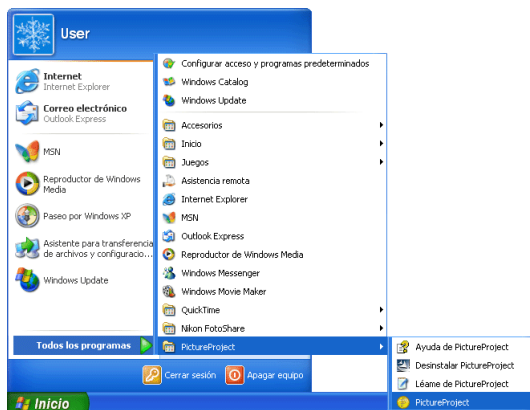 User
Internet
Internet Explorer
Correo electrónico
Outlook Express
MSN
Reproductor de Windows
Media
Paseo por Windows XP
Asistente para transferencia
de archivos y configuracio...
Windows Update
Todos los programas
Cerrar sesión
Apagar equipo
Inicio
Configurar acceso y programas predeterminados
Windows Catalog
Windows Update
Accesorios
Inicio
Juegos
Asistencia remota
Internet Explorer
MSN
Outlook Express
Reproductor de Windows Media
Windows Messenger
Windows Movie Maker
QuickTime
Nikon FotoShare
PictureProject
Ayuda de PictureProject
Desinstalar PictureProject
Léame de PictureProject
PictureProject